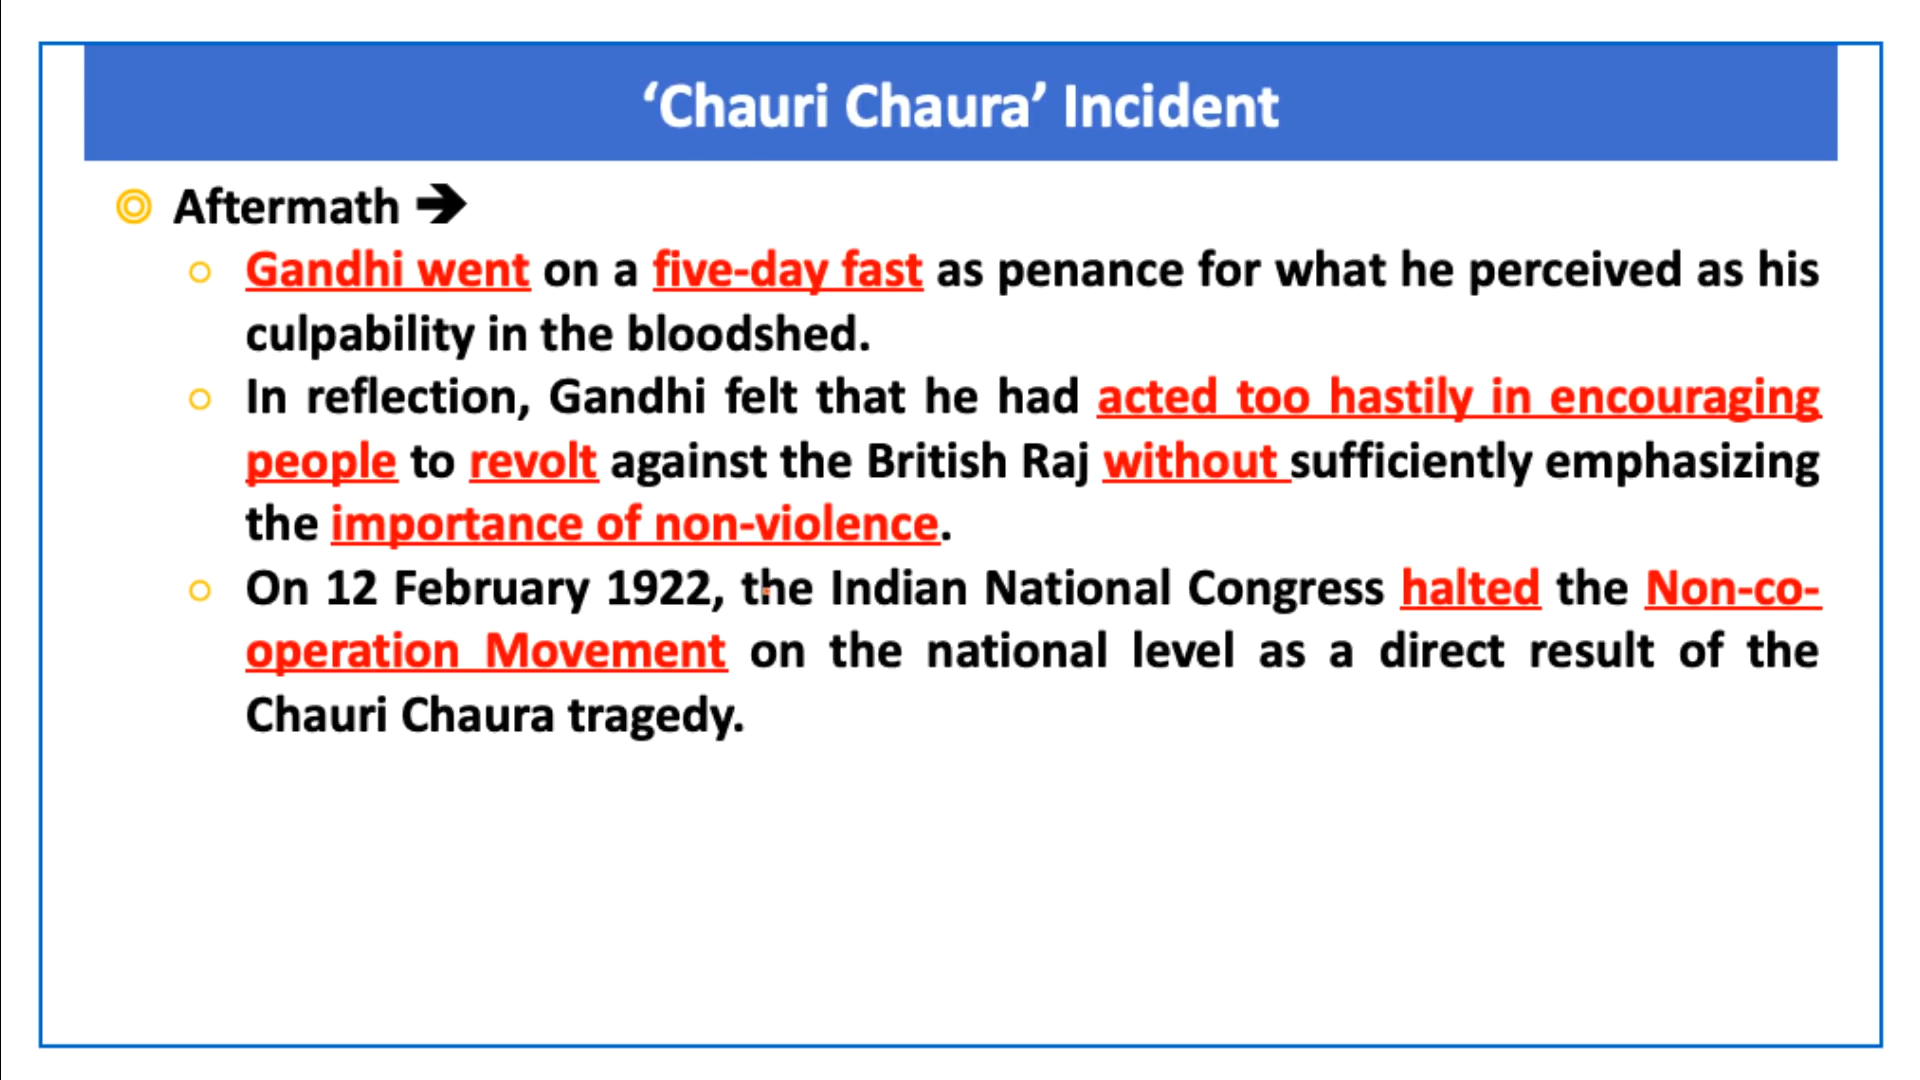 ‘Chauri Chaura’ Incident
Aftermath ➔
Gandhi went on a five-day fast as penance for what he perceived as his
culpability in the bloodshed.
In reflection, Gandhi felt that he had acted too hastily in encouraging
people to revolt against the British Raj without sufficiently emphasizing
the importance of non-violence.
On 12 February 1922, the Indian National Congress halted the Non-co-
operation Movement on the national level as a direct result of the
Chauri Chaura tragedy.